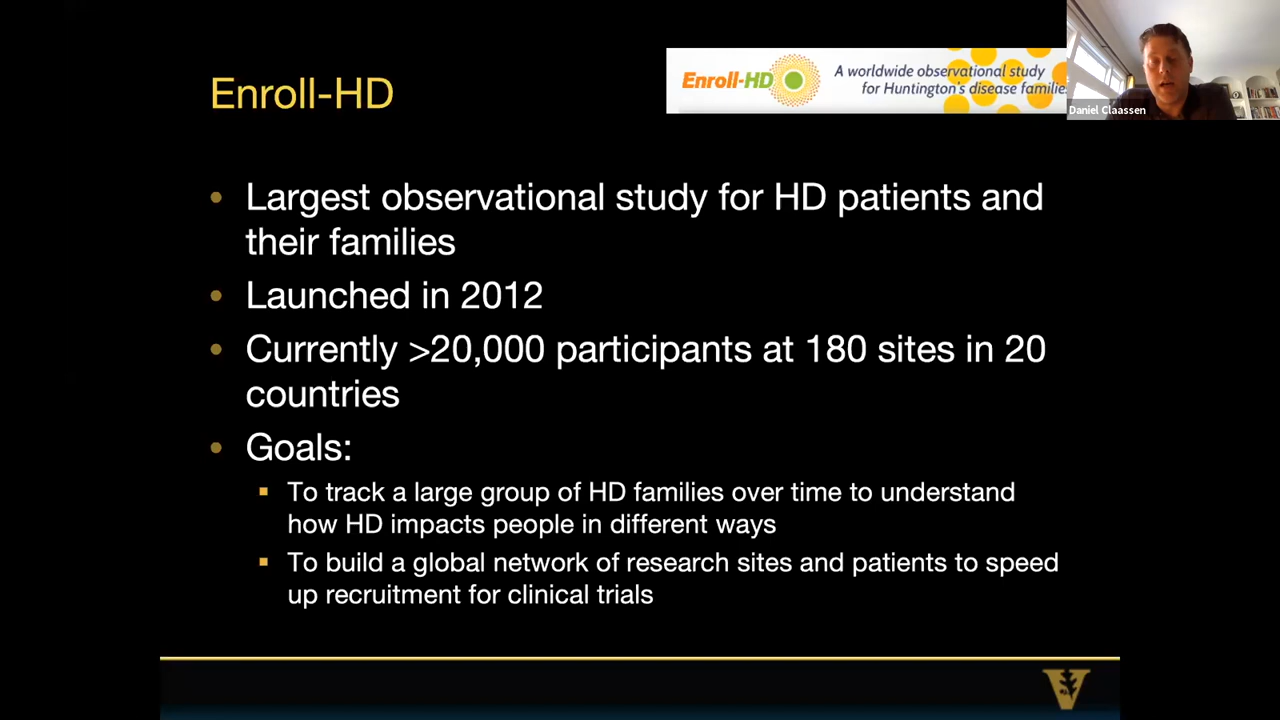 Enroll-HD
Enroll-HD
A worldwide observational study
for Huntington's disease familie
Daniel Claassen
• Largest observational study for HD patients and
their families
• Launched in 2012
• Currently >20,000 participants at 180 sites in 20
countries
• Goals:
▪ To track a large group of HD families over time to understand
how HD impacts people in different ways
▪ To build a global network of research sites and patients to speed
up recruitment for clinical trials
V